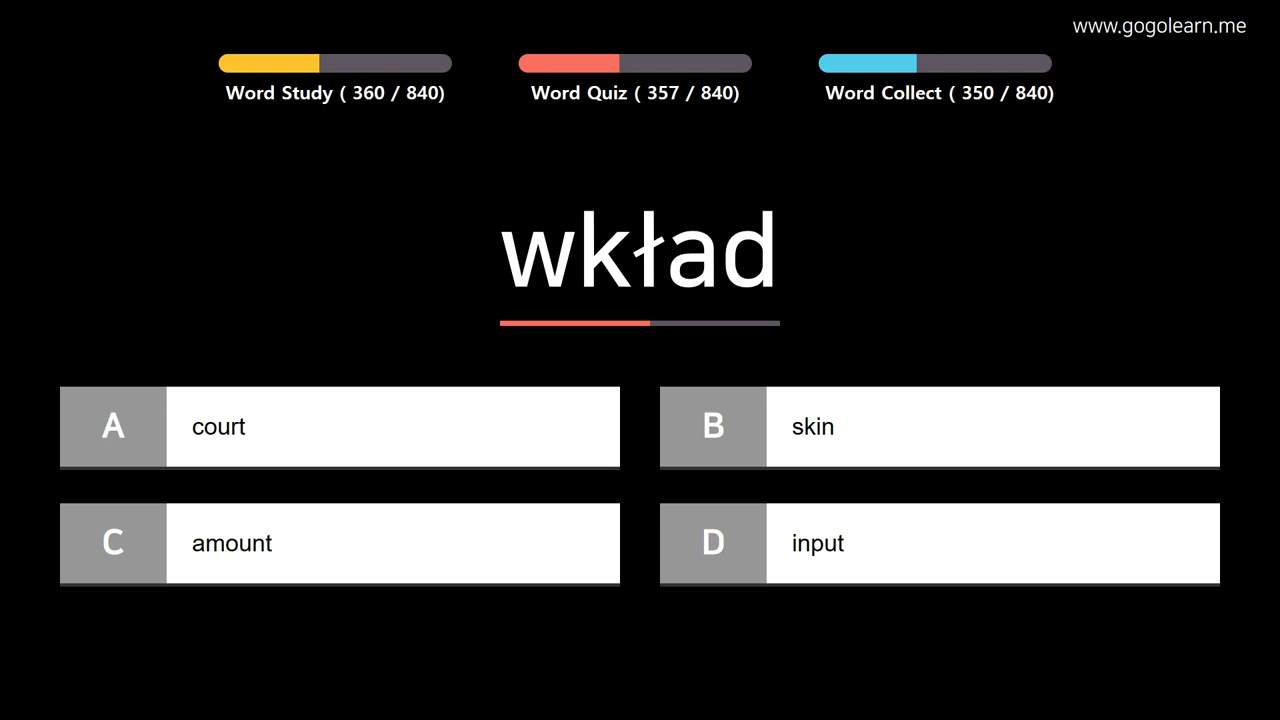 www.gogolearn.me
Word Study ( 360 / 840)
Word Quiz ( 357 / 840)
Word Collect ( 350 / 840)
wkład
A court
B skin
C amount
D input